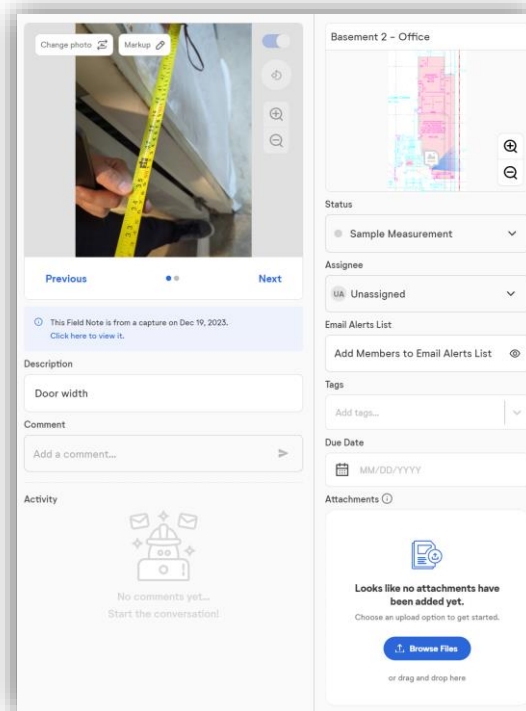 Change photo
Markup
Previous
Next
This Field Note is from a capture on Dec 19, 2023.
Click here to view it.
Description
Door width
Comment
Add a comment...
Activity
No comments yet...
Start the conversation!
Basement 2 - Office
Status
Sample Measurement
Assignee
UA Unassigned
Email Alerts List
Add Members to Email Alerts List
Tags
Add tags...
Due Date
MM/DD/YYYY
Attachments
Looks like no attachments have
been added yet.
Choose an upload option to get started.
Browse Files
or drag and drop here